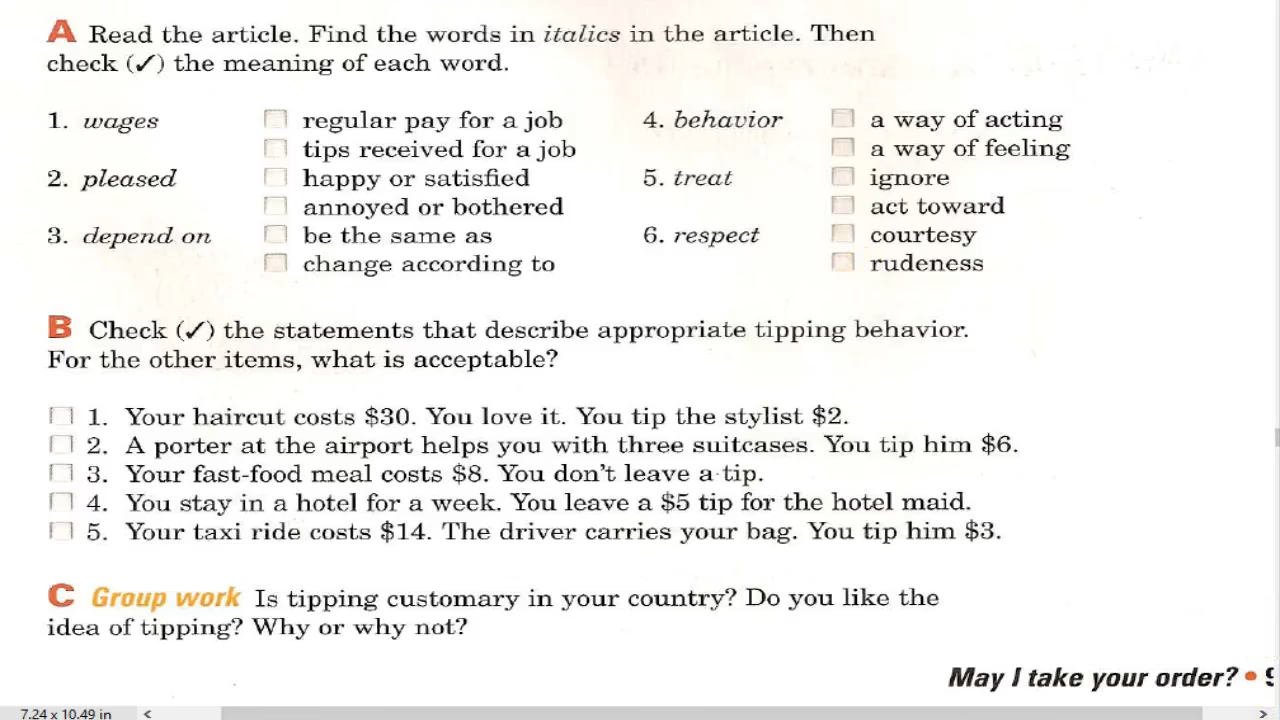 A Read the article. Find the words in italics in the article. Then
check (✓) the meaning of each word.
1. wages regular pay for a job
tips received for a job
2. pleased happy or satisfied
annoyed or bothered
3. depend on be the same as
change according to
4. behavior a way of acting
a way of feeling
5. treat ignore
act toward
6. respect courtesy
rudeness
B Check (✓) the statements that describe appropriate tipping behavior.
For the other items, what is acceptable?
1. Your haircut costs $30. You love it. You tip the stylist $2.
2. A porter at the airport helps you with three suitcases. You tip him $6.
3. Your fast-food meal costs $8. You don't leave a tip.
4. You stay in a hotel for a week. You leave a $5 tip for the hotel maid.
5. Your taxi ride costs $14. The driver carries your bag. You tip him $3.
C Group work Is tipping customary in your country? Do you like the
idea of tipping? Why or why not?
May I take your order? •
7.24 x 10.49 in